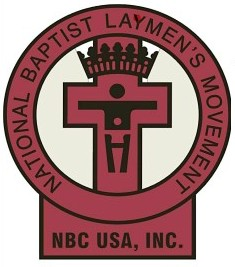 NATIONAL BAPTIST LAYMEN'S MOVEMENT
NBC USA, INC.